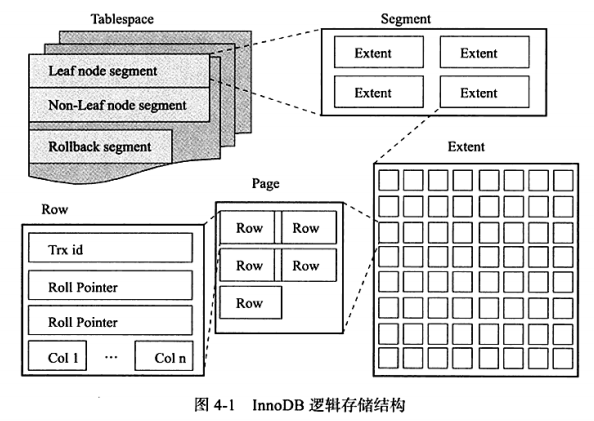 Tablespace
Segment
Leaf node segment
Non-Leaf node segment
Rollback segment
Extent Extent
Extent Extent
Extent
Page
Row Row
Row Row
Row
Row
Trx id
Roll Pointer
Roll Pointer
Col 1 … Col n
图 4-1 InnoDB 逻辑存储结构